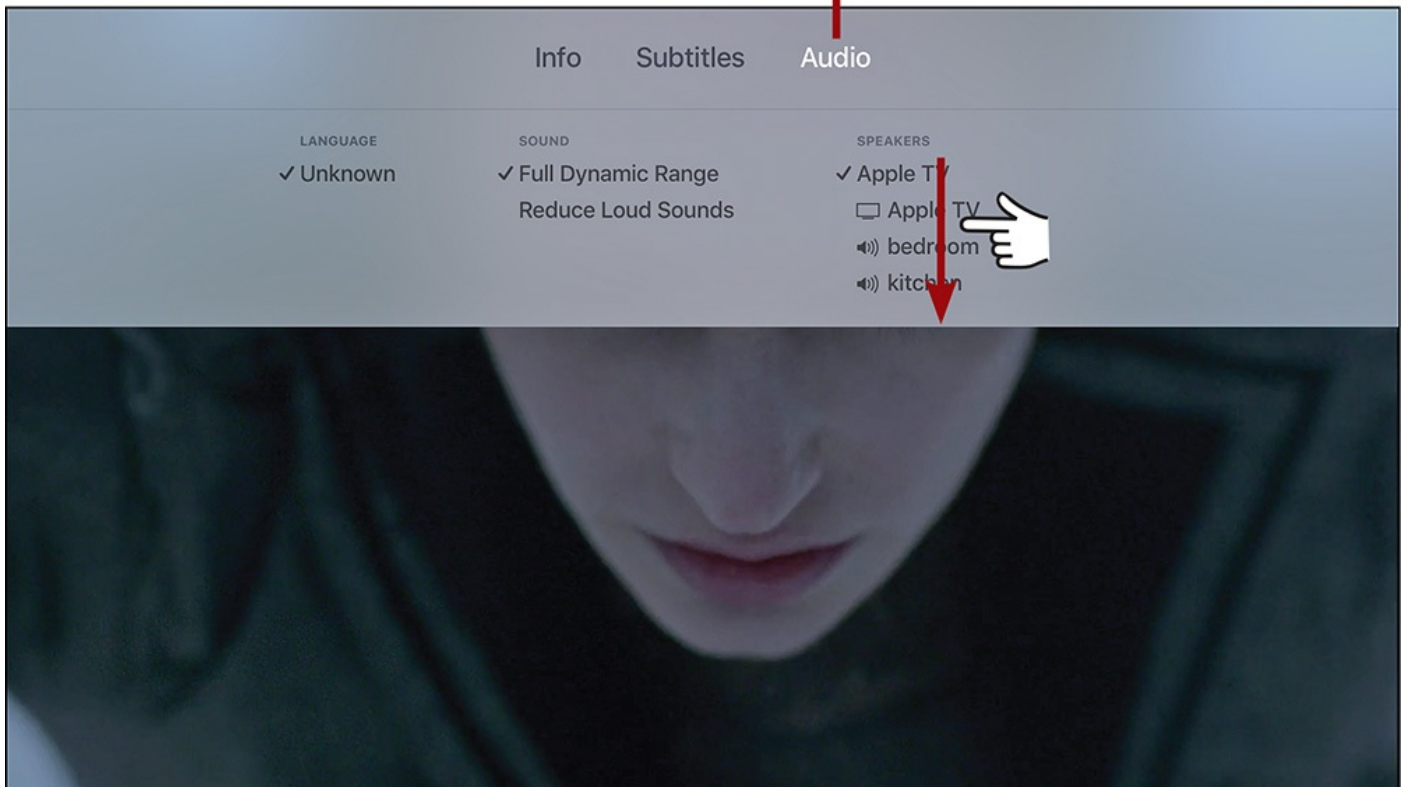 Info Subtitles Audio
LANGUAGE
✓ Unknown
SOUND
✓ Full Dynamic Range
Reduce Loud Sounds
SPEAKERS
✓ Apple TV
Apple TV
bedroom
kitchen